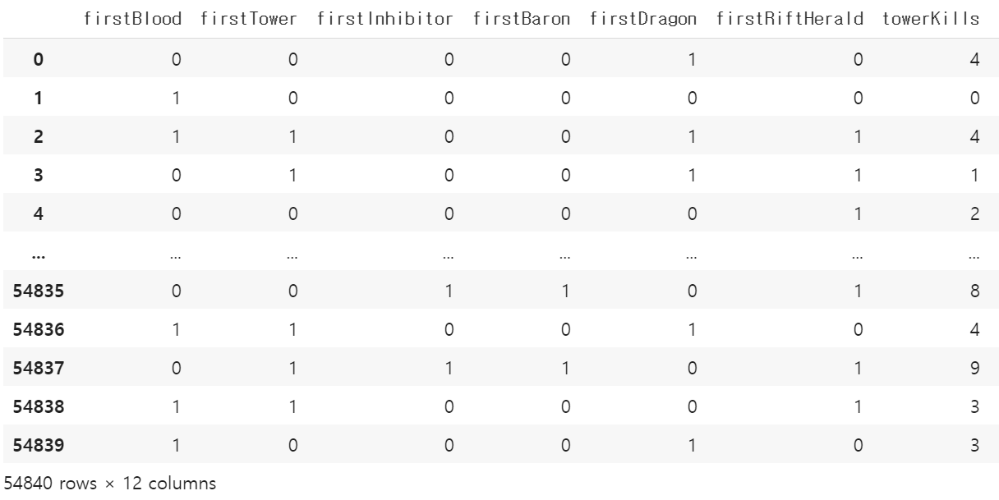 firstBlood firstTower firstInhibitor firstBaron firstDragon firstRiftHerald towerKills
0 0 0 0 0 1 0 4
1 1 0 0 0 0 0 0
2 1 1 0 0 1 1 4
3 0 1 0 0 1 1 1
4 0 0 0 0 0 1 2
... ... ... ... ... ... ... ...
54835 0 0 1 1 0 1 8
54836 1 1 0 0 1 0 4
54837 0 1 1 1 0 1 9
54838 1 1 0 0 0 1 3
54839 1 0 0 0 1 0 3
54840 rows × 12 columns